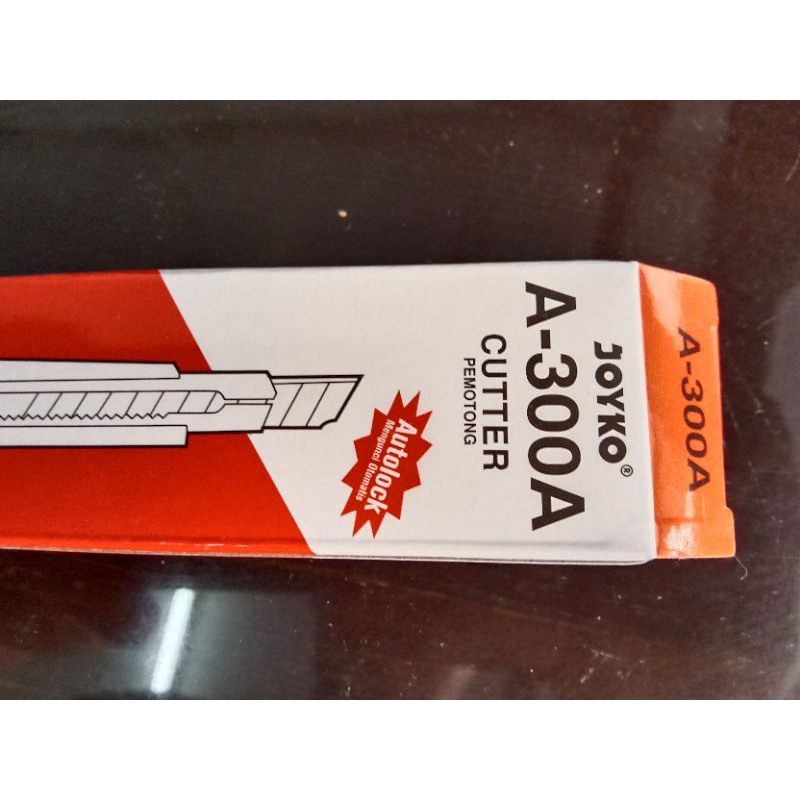 JOYKO®
A-300A
CUTTER
PEMOTONG
Autolock
Mengunci Otomatis
A-300A